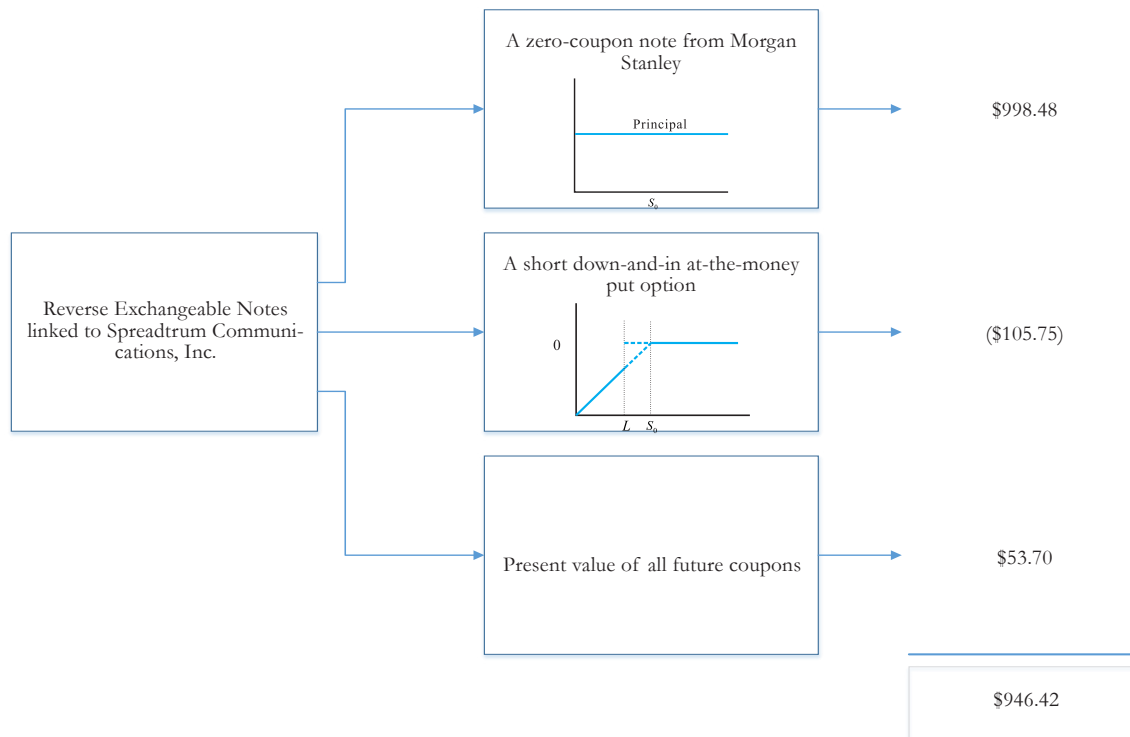 A zero-coupon note from Morgan
Stanley
Principal
S₀
$998.48
Reverse Exchangeable Notes
linked to Spreadtrum Communi-
cations, Inc.
A short down-and-in at-the-money
put option
0
L S₀
($105.75)
Present value of all future coupons
$53.70
$946.42